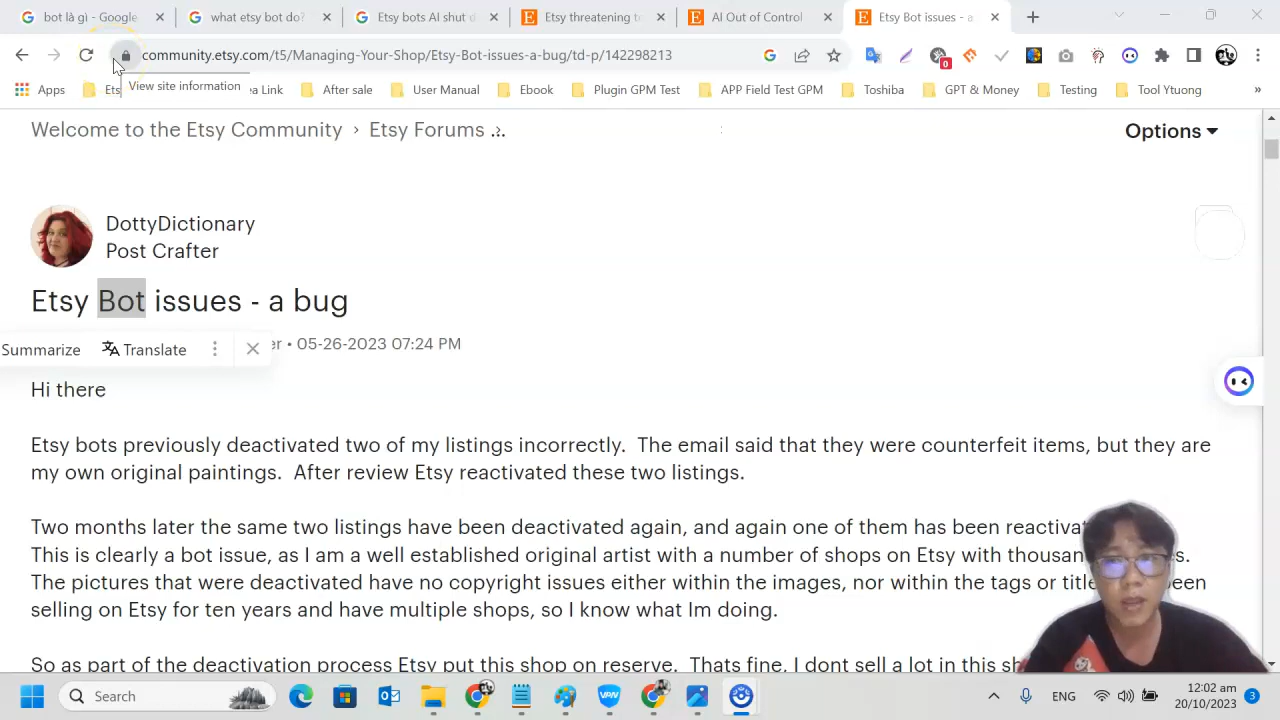 bot là gì - Google
what etsy bot do?
Etsy bots AI shut d
Etsy threatening t
AI Out of Control
Etsy Bot issues - a
community.etsy.com/t5/Managing-Your-Shop/Etsy-Bot-issues-a-bug/td-p/142298213
0
Apps
Ets
ea Link
After sale
User Manual
Ebook
Plugin GPM Test
APP Field Test GPM
Toshiba
GPT & Money
Testing
Tool Ytuong
»
View site information
Welcome to the Etsy Community › Etsy Forums
Options
DottyDictionary
Post Crafter
Etsy Bot issues - a bug
Summarize
Translate
er • 05-26-2023 07:24 PM
Hi there
Etsy bots previously deactivated two of my listings incorrectly. The email said that they were counterfeit items, but they are
my own original paintings. After review Etsy reactivated these two listings.
Two months later the same two listings have been deactivated again, and again one of them has been reactivat
This is clearly a bot issue, as I am a well established original artist with a number of shops on Etsy with thousan s.
The pictures that were deactivated have no copyright issues either within the images, nor within the tags or title een
selling on Etsy for ten years and have multiple shops, so I know what Im doing.
So as part of the deactivation process Etsy put this shop on reserve. Thats fine, I dont sell a lot in this sh
Search
VPN
ENG
12:02 am
20/10/2023
3